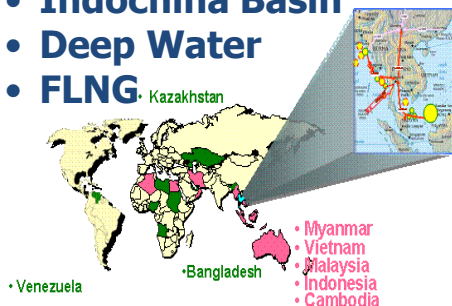 • Indochina Basin
• Deep Water
• FLNG
• Kazakhstan
• Myanmar
• Vietnam
• Malaysia
• Indonesia
• Cambodia
• Bangladesh
• Venezuela